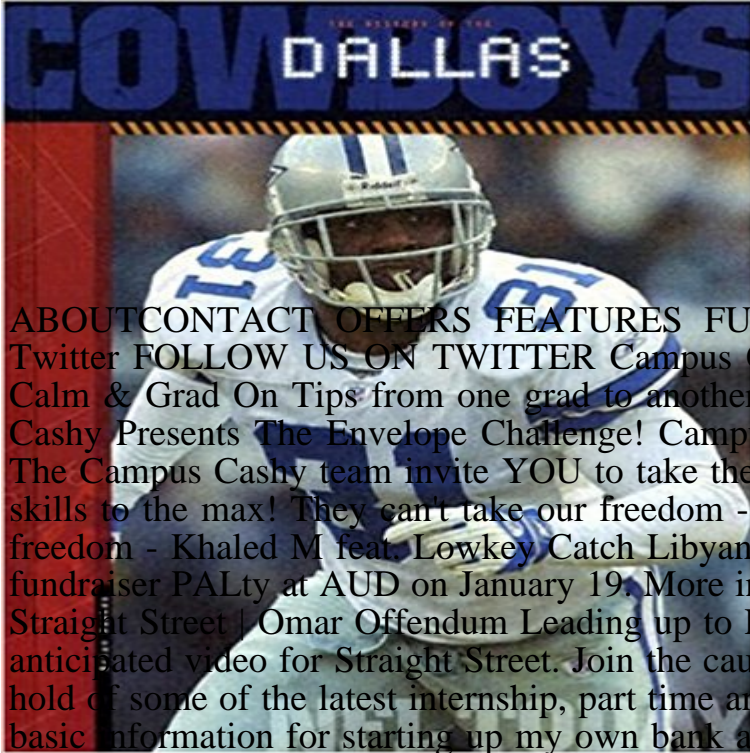 COWBOYS
THE HISTORY OF THE
DALLAS
Riddell
31 31
31
ABOUTCONTACT OFFERS FEATURES FU
Twitter FOLLOW US ON TWITTER Campus
Calm & Grad On Tips from one grad to another
Cashy Presents The Envelope Challenge! Camp
The Campus Cashy team invite YOU to take the
skills to the max! They can't take our freedom -
freedom - Khaled M feat. Lowkey Catch Libyan
fundraiser PALty at AUD on January 19. More in
Straight Street | Omar Offendum Leading up to
anticipated video for Straight Street. Join the cau
hold of some of the latest internship, part time an
basic information for starting up my own bank a